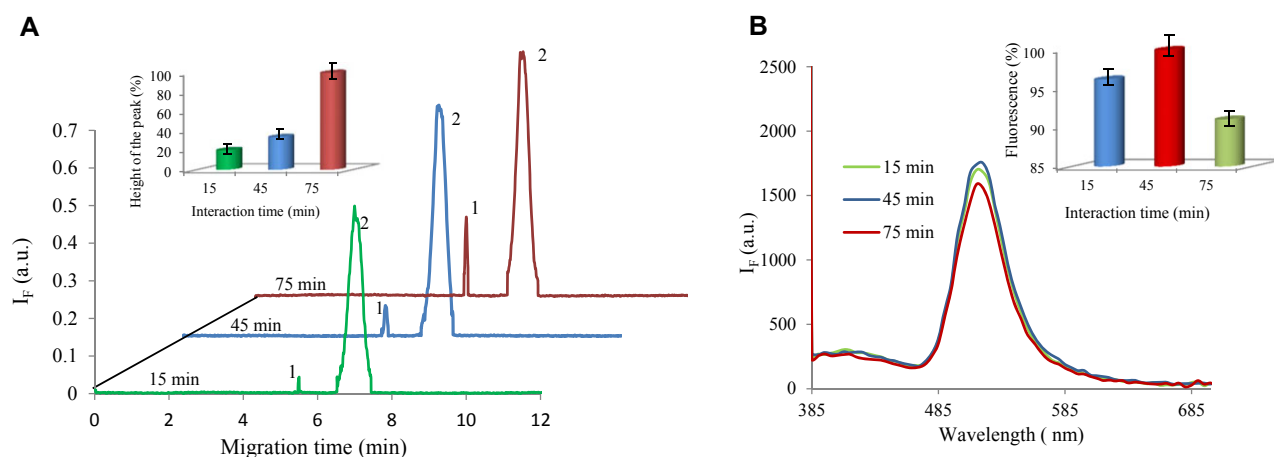 A
Height of the peak (%)
100
80
60
40
20
0
15 45 75
Interaction time (min)
I_F (a.u.)
0.7
0.6
0.5
0.4
0.3
0.2
0.1
0
2
2
2
1
1
1
75 min
45 min
15 min
0 2 4 6 8 10 12
Migration time (min)
B
Fluorescence (%)
100
95
90
85
15 45 75
Interaction time (min)
I_F (a.u.)
2500
2000
1500
1000
500
0
15 min
45 min
75 min
385 485 585 685
Wavelength ( nm)